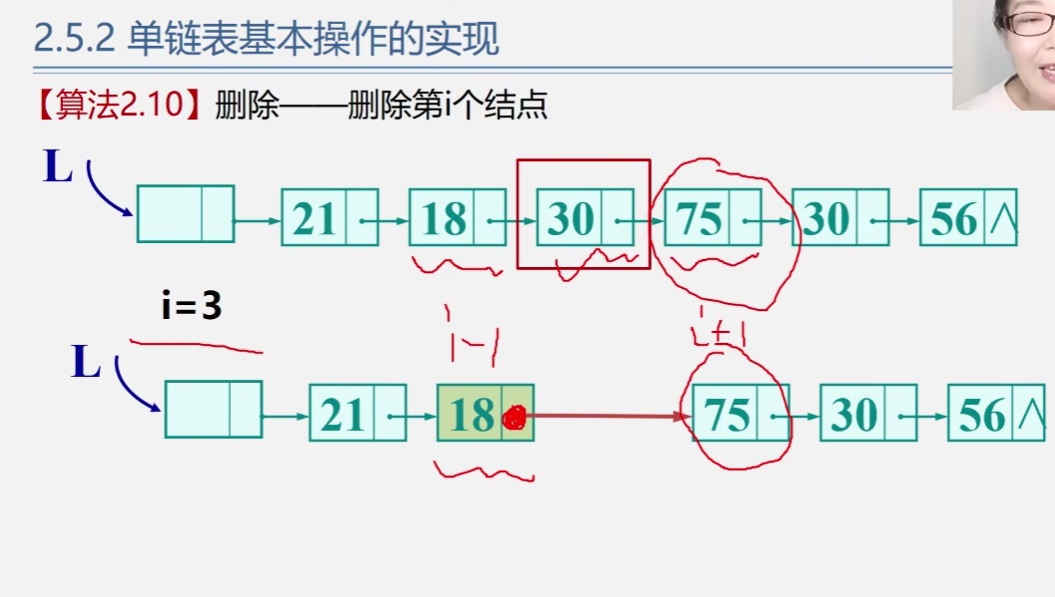 2.5.2 单链表基本操作的实现
【算法2.10】删除——删除第i个结点
L
21 18 30 75 30 56 ∧
i=3
i-1 i+1
L
21 18 75 30 56 ∧